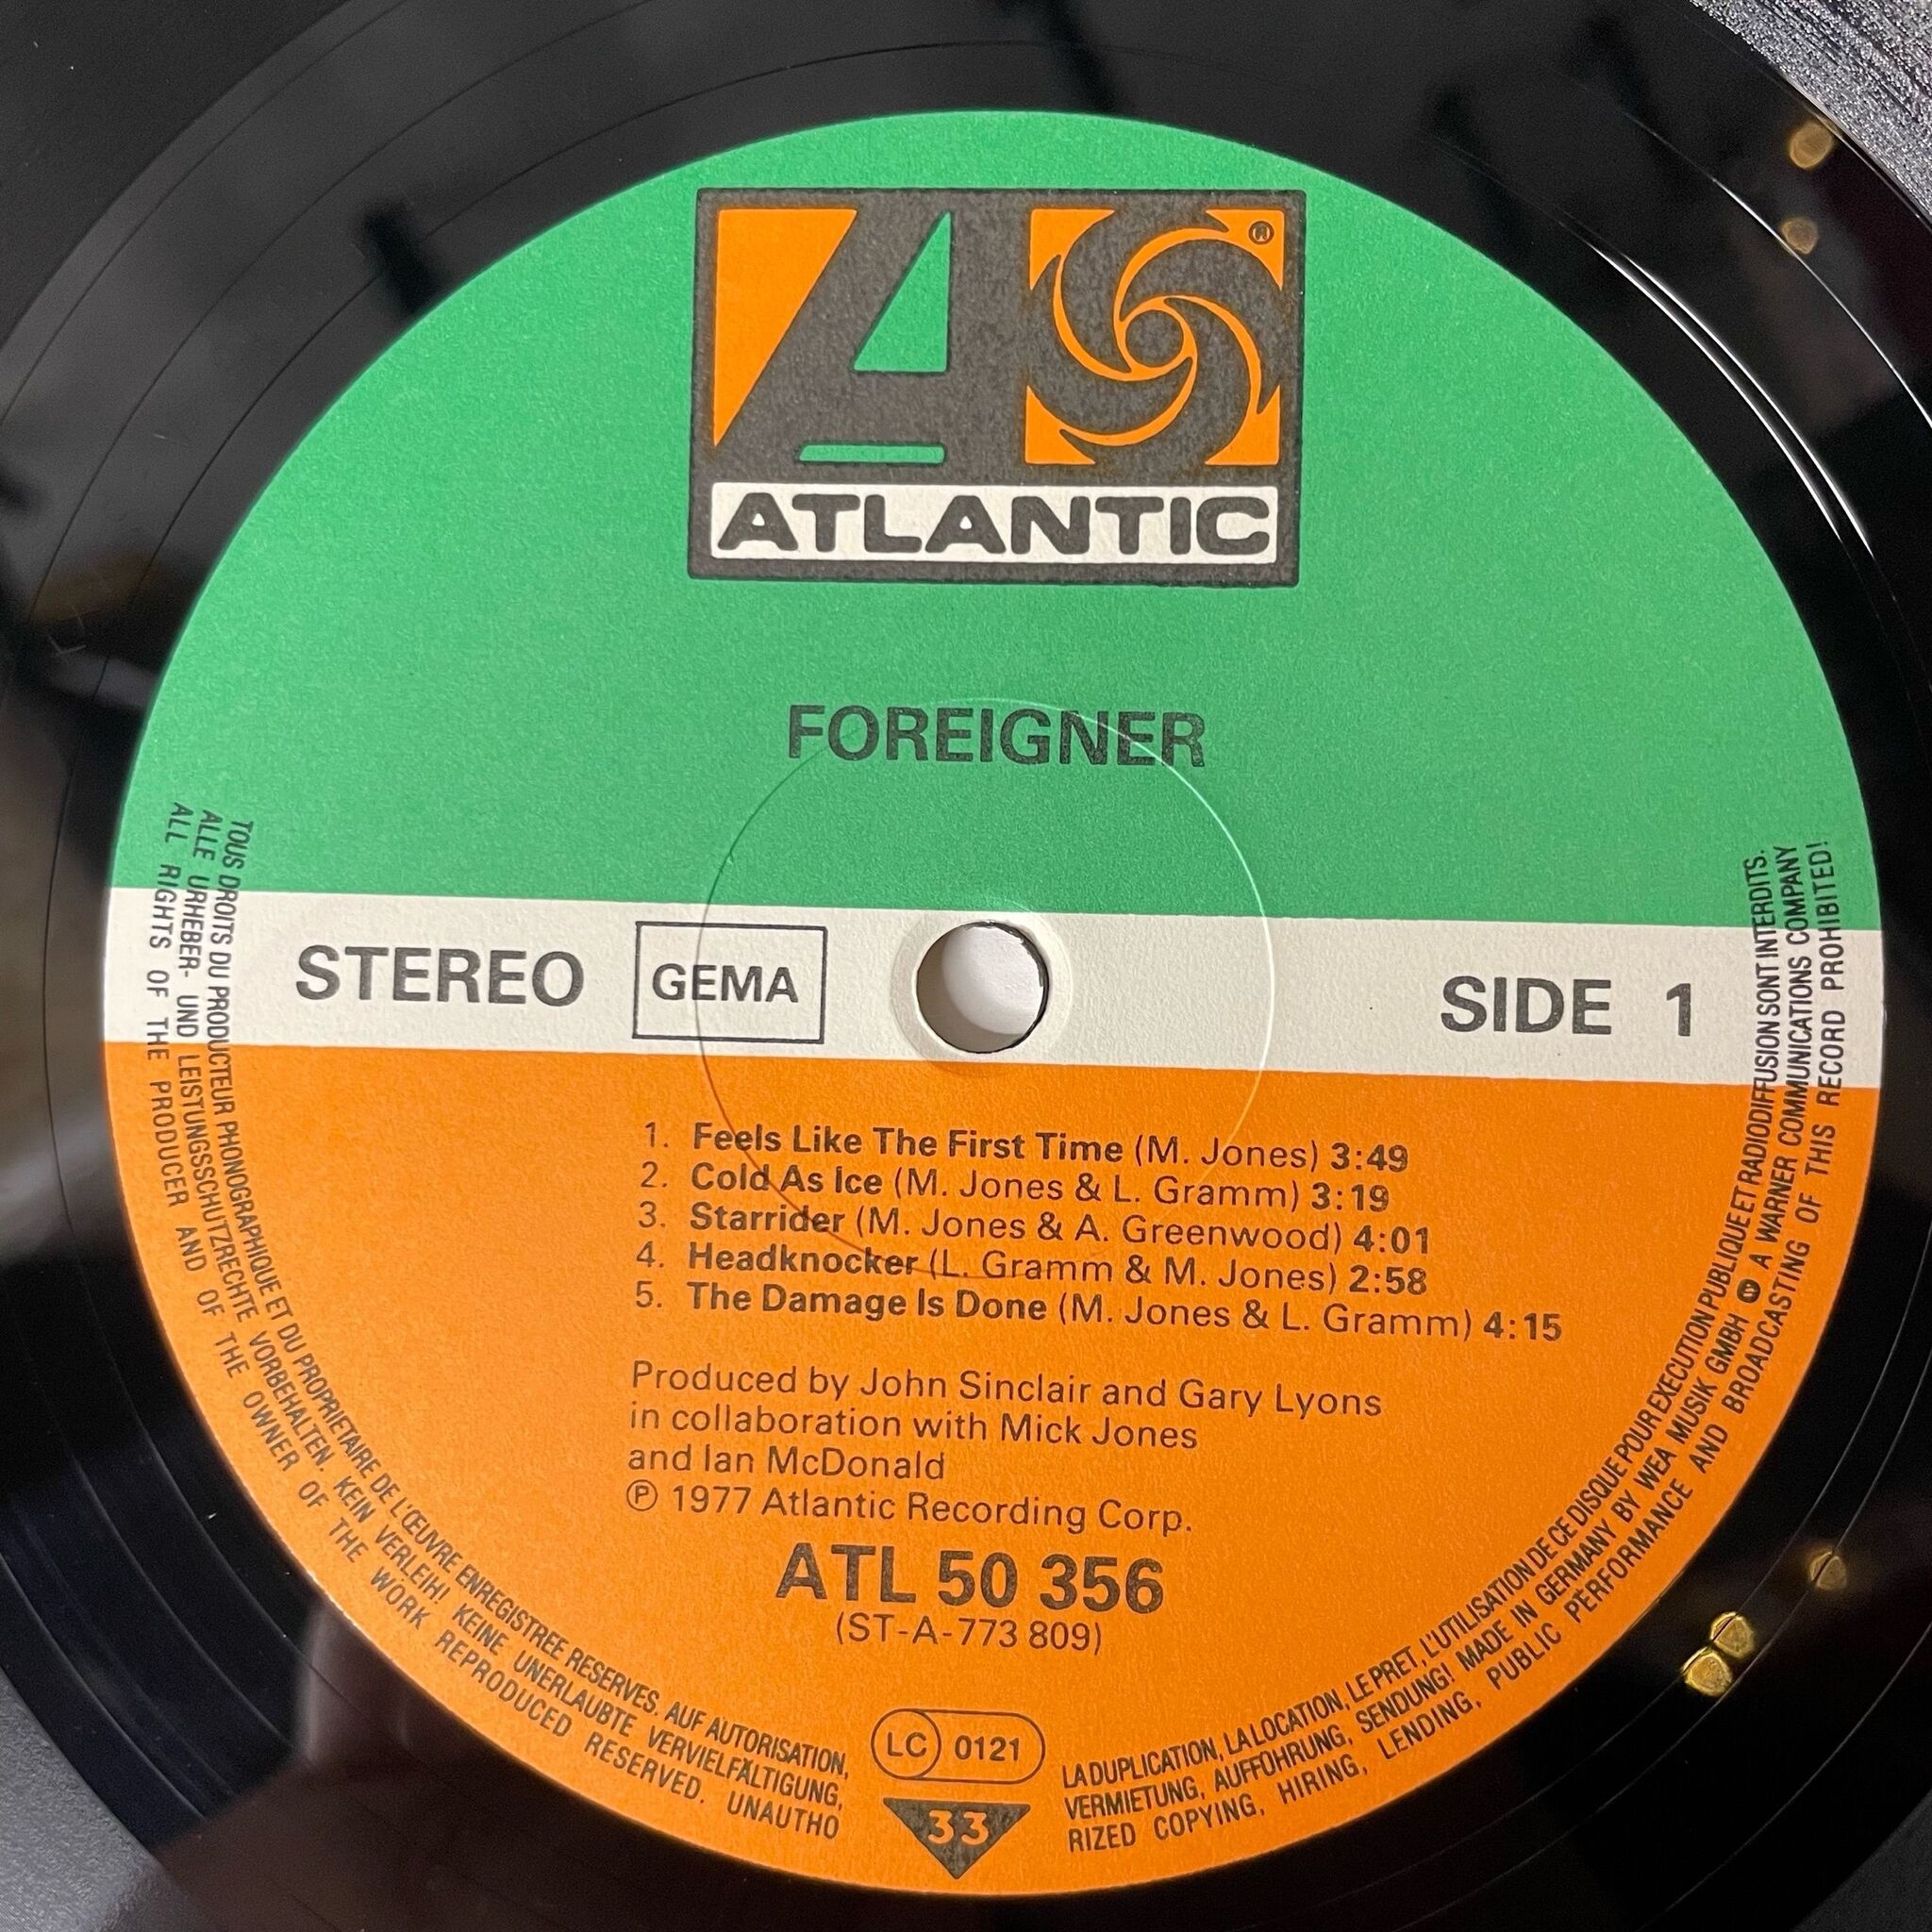 ATLANTIC
®
FOREIGNER
STEREO GEMA SIDE 1
1. Feels Like The First Time (M. Jones) 3:49
2. Cold As Ice (M. Jones & L. Gramm) 3:19
3. Starrider (M. Jones & A. Greenwood) 4:01
4. Headknocker (L. Gramm & M. Jones) 2:58
5. The Damage Is Done (M. Jones & L. Gramm) 4:15
Produced by John Sinclair and Gary Lyons
in collaboration with Mick Jones
and Ian McDonald
℗ 1977 Atlantic Recording Corp.
ATL 50 356
(ST-A-773 809)
LC 0121
33
TOUS DROITS DU PRODUCTEUR PHONOGRAPHIQUE ET DU PROPRIETAIRE DE L'ŒUVRE ENREGISTREE RESERVES. AUF AUTORISATION, LA DUPLICATION, LA LOCATION, LE PRET, L'UTILISATION DE CE DISQUE POUR EXECUTION PUBLIQUE ET RADIODIFFUSION SONT INTERDITS.
ALLE URHEBER- UND LEISTUNGSSCHUTZRECHTE VORBEHALTEN. KEIN VERLEIH! KEINE UNERLAUBTE VERVIELFÄLTIGUNG, VERMIETUNG, AUFFÜHRUNG, SENDUNG! MADE IN GERMANY BY WEA MUSIK GMBH A WARNER COMMUNICATIONS COMPANY
ALL RIGHTS OF THE PRODUCER AND OF THE OWNER OF THE WORK REPRODUCED RESERVED. UNAUTHORIZED COPYING, HIRING, LENDING, PUBLIC PERFORMANCE AND BROADCASTING OF THIS RECORD PROHIBITED!